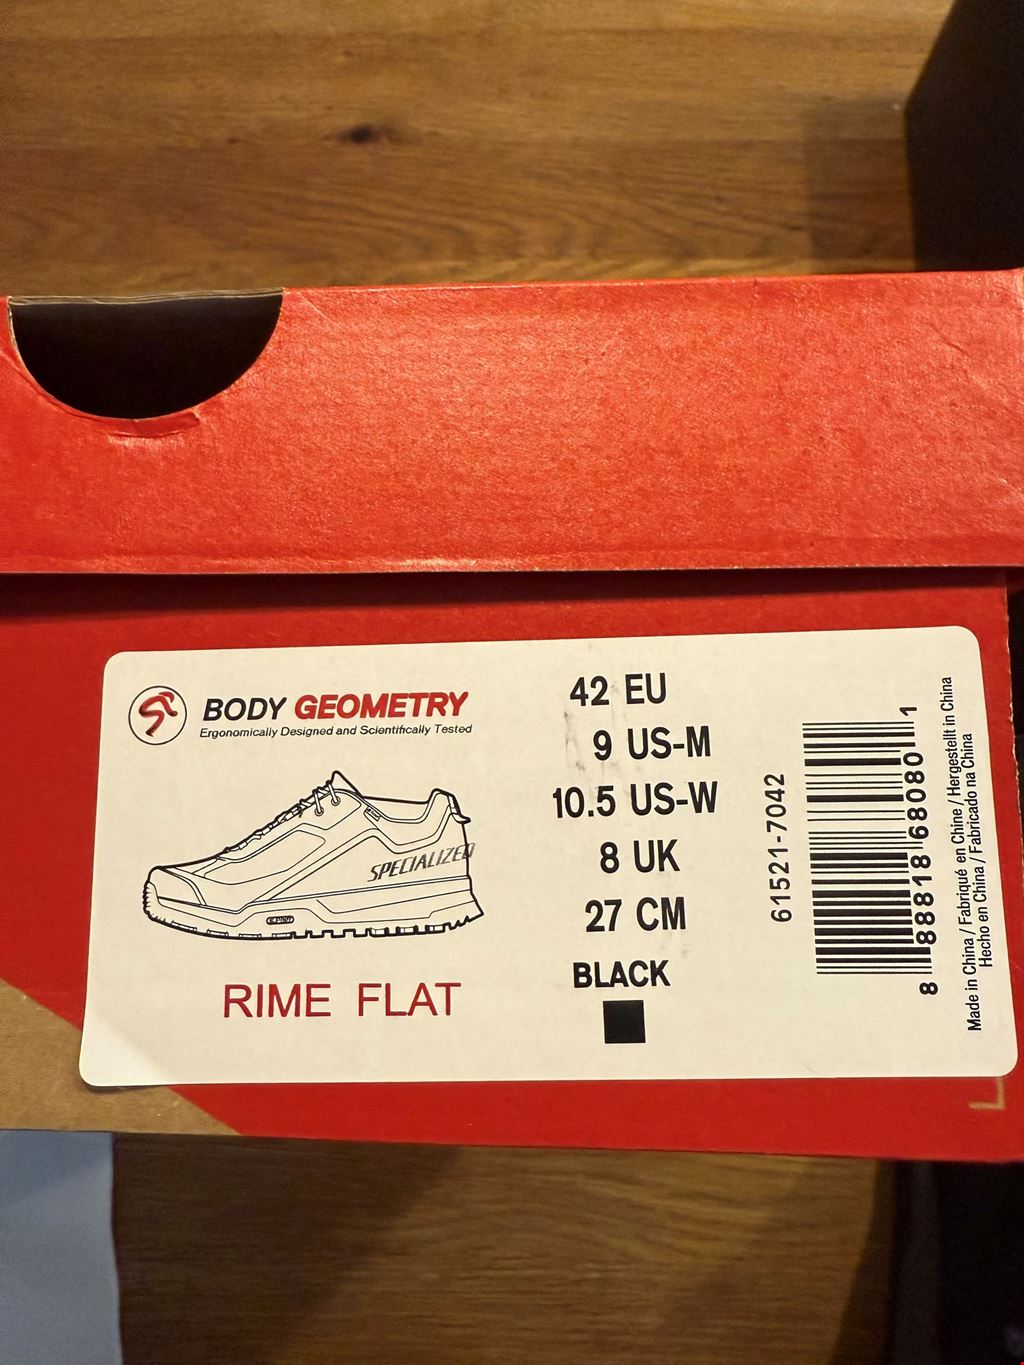 BODY GEOMETRY
Ergonomically Designed and Scientifically Tested
SPECIALIZED
RIME FLAT
42 EU
9 US-M
10.5 US-W
8 UK
27 CM
BLACK
61521-7042
8 88818 68080 1
Made in China / Fabriqué en Chine / Hergestellt in China
Hecho en China / Fabricado na China